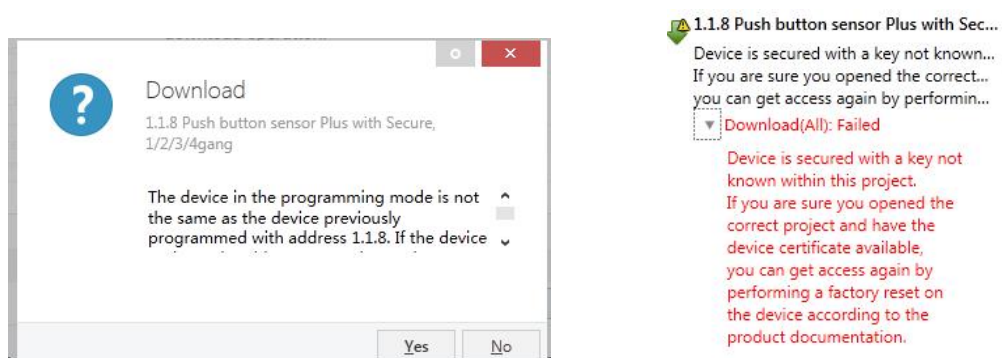 Download
1.1.8 Push button sensor Plus with Secure,
1/2/3/4gang
The device in the programming mode is not
the same as the device previously
programmed with address 1.1.8. If the device
Yes
No
1.1.8 Push button sensor Plus with Sec...
Device is secured with a key not known...
If you are sure you opened the correct...
you can get access again by performin...
Download(All): Failed
Device is secured with a key not
known within this project.
If you are sure you opened the
correct project and have the
device certificate available,
you can get access again by
performing a factory reset on
the device according to the
product documentation.